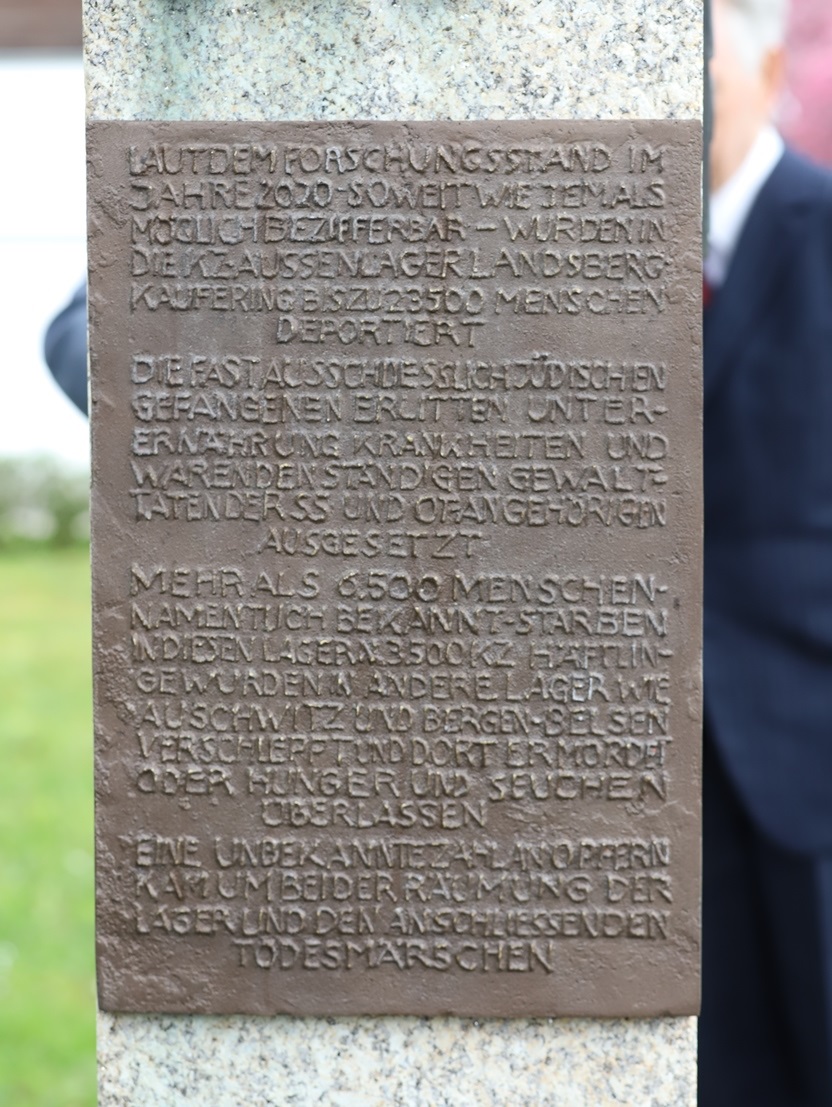 LAUT DEM FORSCHUNGSSTAND IM
JAHRE 2020 - SOWEIT WIE JEMALS
MÖGLICH BEZIFFERBAR - WURDEN IN
DIE KZ-AUSSENLAGER LANDSBERG-
KAUFERING BIS ZU 23500 MENSCHEN
DEPORTIERT
DIE FAST AUSSCHLIESSLICH JÜDISCHEN
GEFANGENEN ERLITTEN UNTER-
ERNÄHRUNG KRANKHEITEN UND
WAREN DEN STÄNDIGEN GEWALT-
TATEN DER SS UND OT-ANGEHÖRIGEN
AUSGESETZT
MEHR ALS 6.500 MENSCHEN-
NAMENTLICH BEKANNT-STARBEN
IN DIESEN LAGERN. 3.500 KZ HÄFTLIN-
GE WURDEN IN ANDERE LAGER WIE
AUSCHWITZ UND BERGEN-BELSEN
VERSCHLEPPT UND DORT ERMORDET
ODER HUNGER UND SEUCHEN
ÜBERLASSEN
EINE UNBEKANNTE ZAHL AN OPFERN
KAM UM BEI DER RÄUMUNG DER
LAGER UND DEN ANSCHLIESSENDEN
TODESMÄRSCHEN